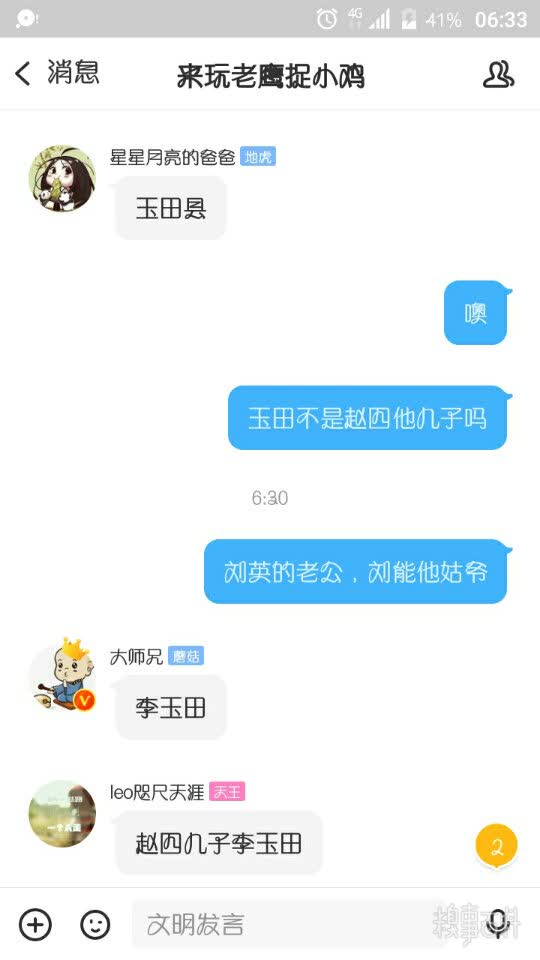 4G 41% 06:33
消息
来玩老鹰捉小鸡
星星月亮的爸爸 地虎
玉田县
噢
玉田不是赵四他儿子吗
6:30
刘英的老公，刘能他姑爷
大师兄 蘑菇
V
李玉田
leo咫尺天涯 天王
一个天涯
赵四儿子李玉田
2
文明发言